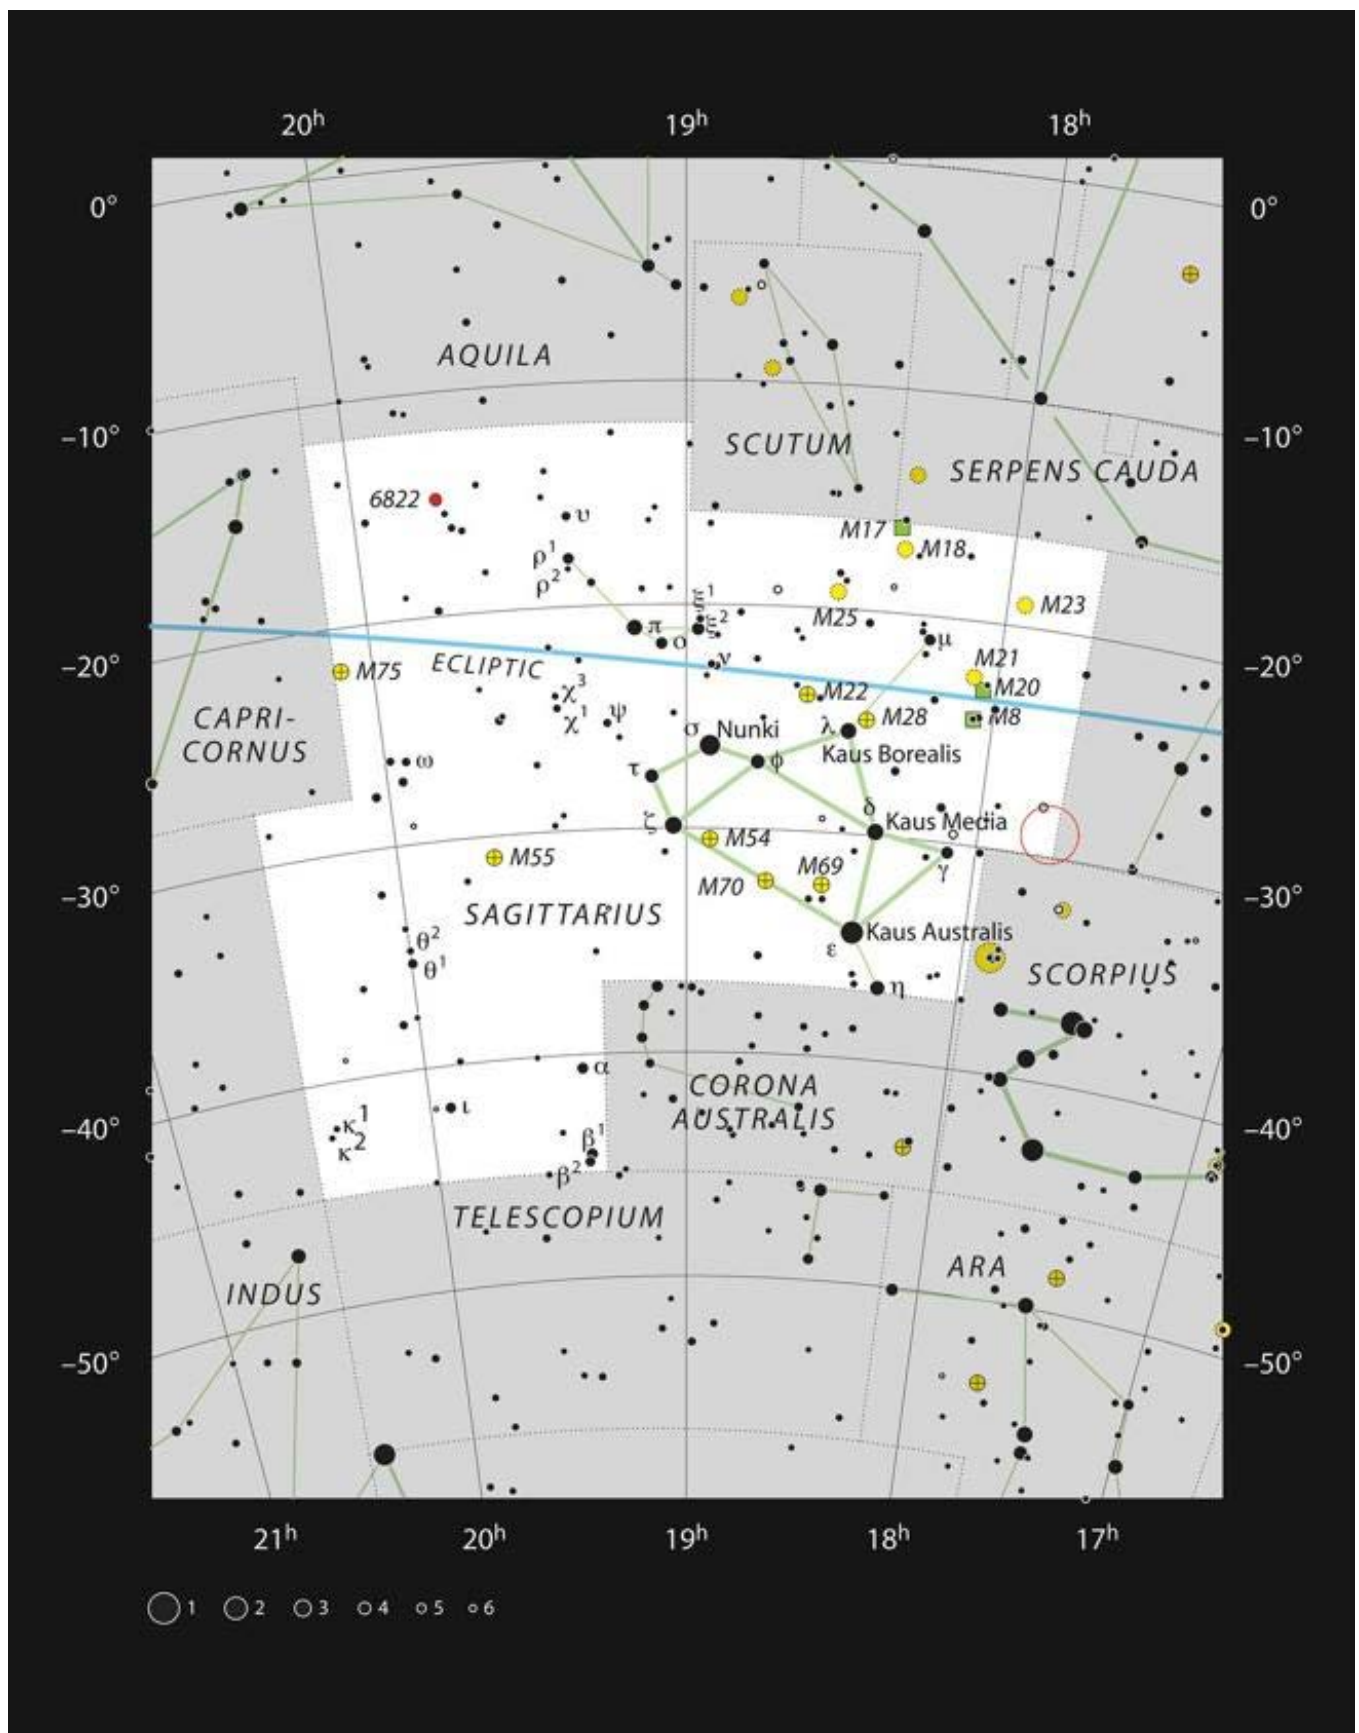 20h 19h 18h
0° 0°
AQUILA
–10° –10°
SCUTUM
SERPENS CAUDA
6822
υ
M17
M18
ρ1
ρ2
M25
ξ1
M23
π ο ξ2
μ
–20° –20°
ECLIPTIC
ν
M21
M75
M20
χ3
M22
CAPRI-
CORNUS
χ1
ψ
M28
M8
σ Nunki
λ
Kaus Borealis
ω
τ
φ
δ
ζ
Kaus Media
M54
M55
M69
γ
M70
–30° –30°
SAGITTARIUS
Kaus Australis
θ2
ε
θ1
SCORPIUS
η
α
CORONA
AUSTRALIS
ι
–40° –40°
κ1
κ2
β1
β2
TELESCOPIUM
ARA
INDUS
–50° –50°
21h 20h 19h 18h 17h
1 2 3 4 5 6